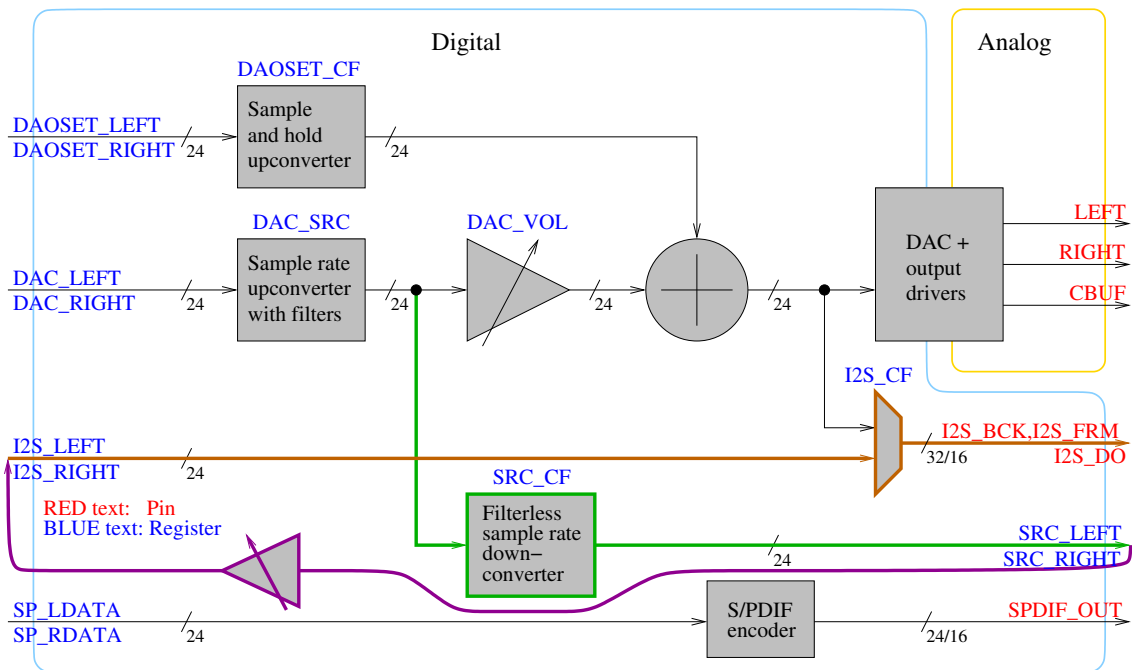 Digital
Analog
DAOSET_CF
Sample
and hold
upconverter
DAOSET_LEFT
DAOSET_RIGHT
24
24
DAC_SRC
Sample rate
upconverter
with filters
DAC_LEFT
DAC_RIGHT
24
24
DAC_VOL
24
24
DAC +
output
drivers
LEFT
RIGHT
CBUF
I2S_CF
I2S_LEFT
I2S_RIGHT
24
32/16
I2S_BCK,I2S_FRM
I2S_DO
RED text: Pin
BLUE text: Register
SRC_CF
Filterless
sample rate
down−
converter
24
SRC_LEFT
SRC_RIGHT
SP_LDATA
SP_RDATA
24
S/PDIF
encoder
24/16
SPDIF_OUT